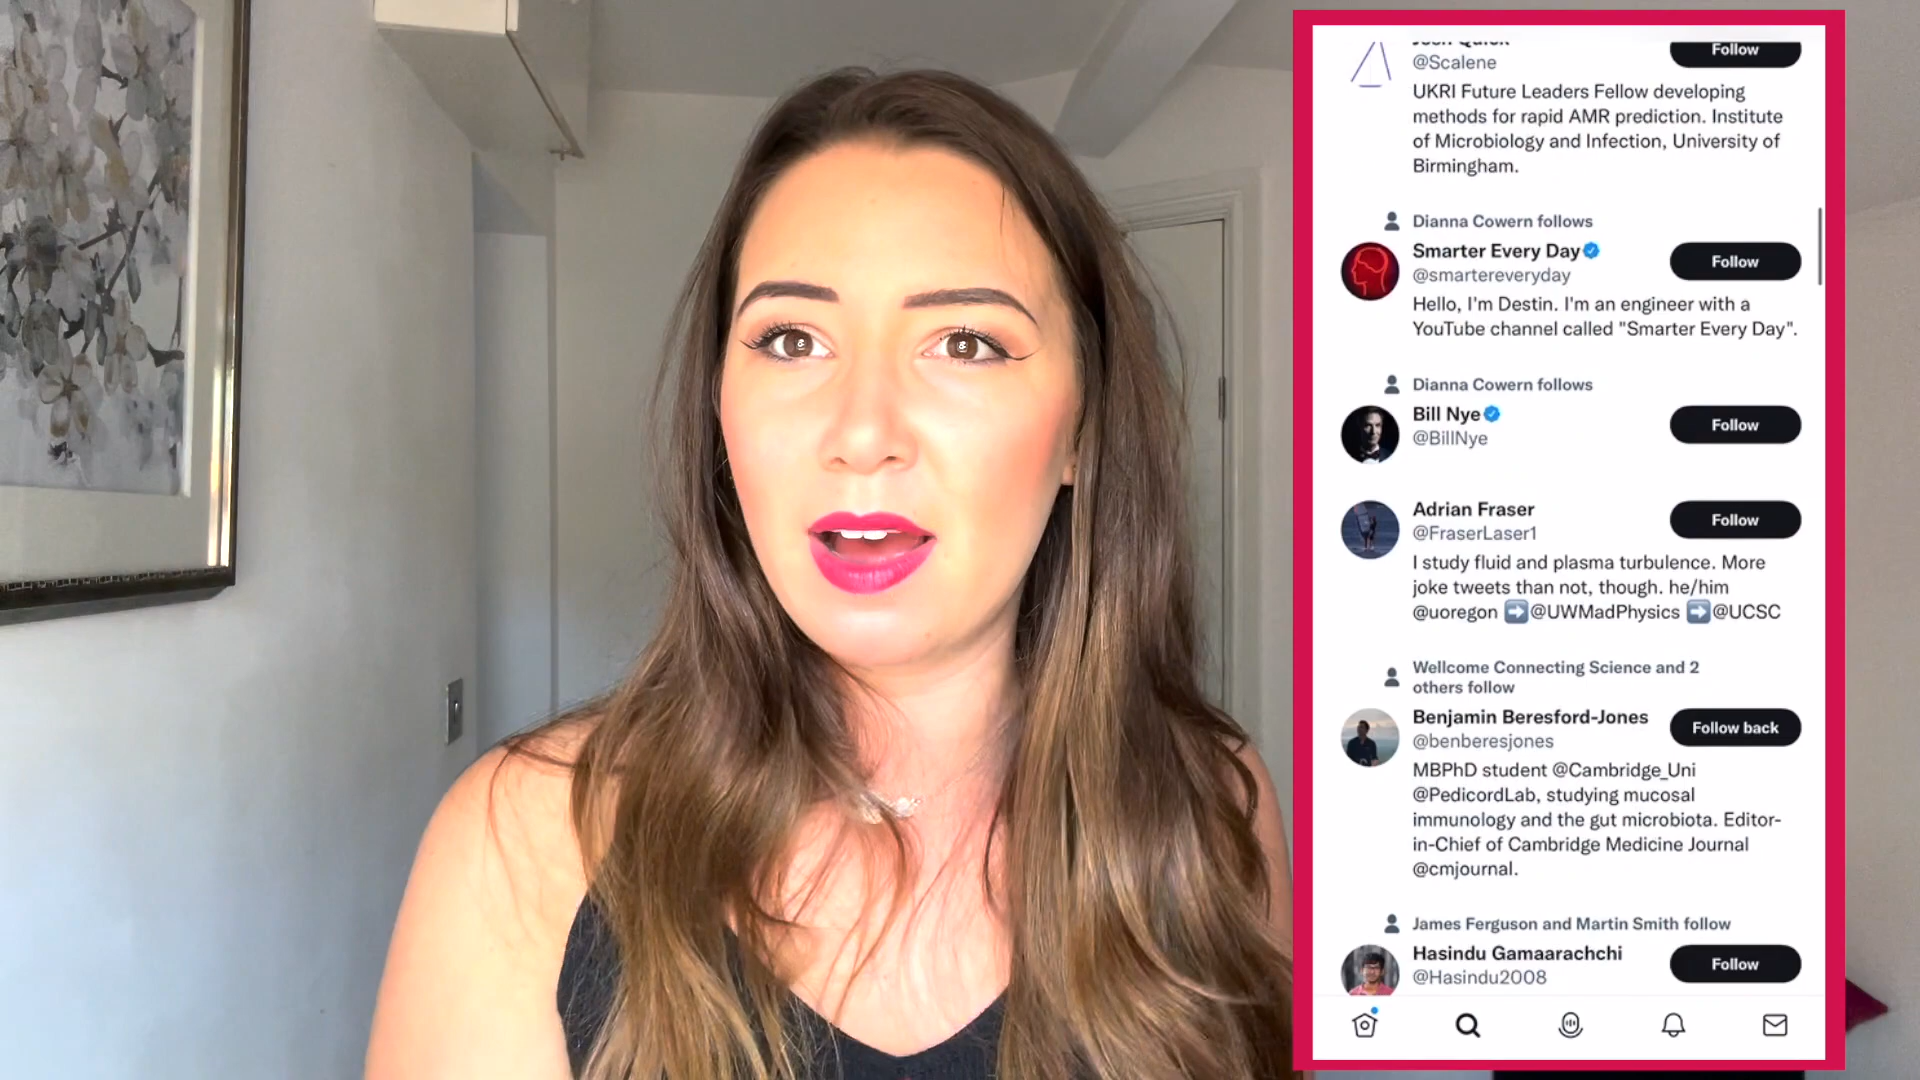 Josh Quick
Follow
@Scalene
UKRI Future Leaders Fellow developing
methods for rapid AMR prediction. Institute
of Microbiology and Infection, University of
Birmingham.
Dianna Cowern follows
Smarter Every Day
Follow
@smartereveryday
Hello, I'm Destin. I'm an engineer with a
YouTube channel called "Smarter Every Day".
Dianna Cowern follows
Bill Nye
Follow
@BillNye
Adrian Fraser
Follow
@FraserLaser1
I study fluid and plasma turbulence. More
joke tweets than not, though. he/him
@uoregon ➡️@UWMadPhysics ➡️@UCSC
Wellcome Connecting Science and 2
others follow
Benjamin Beresford-Jones
Follow back
@benberesjones
MBPhD student @Cambridge_Uni
@PedicordLab, studying mucosal
immunology and the gut microbiota. Editor-
in-Chief of Cambridge Medicine Journal
@cmjournal.
James Ferguson and Martin Smith follow
Hasindu Gamaarachchi
Follow
@Hasindu2008